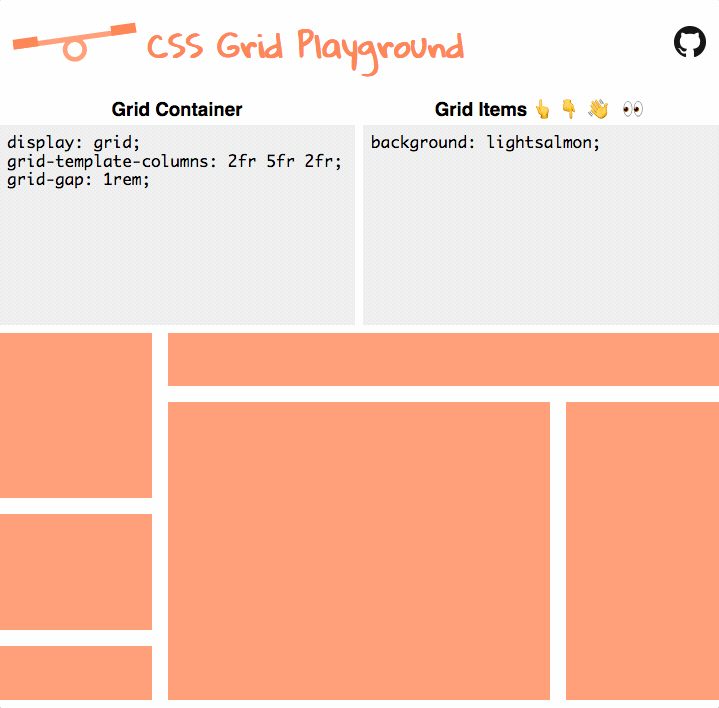 CSS Grid Playground
Grid Container
Grid Items 👆 👇 👋 👀
display: grid;
grid-template-columns: 2fr 5fr 2fr;
grid-gap: 1rem;
background: lightsalmon;